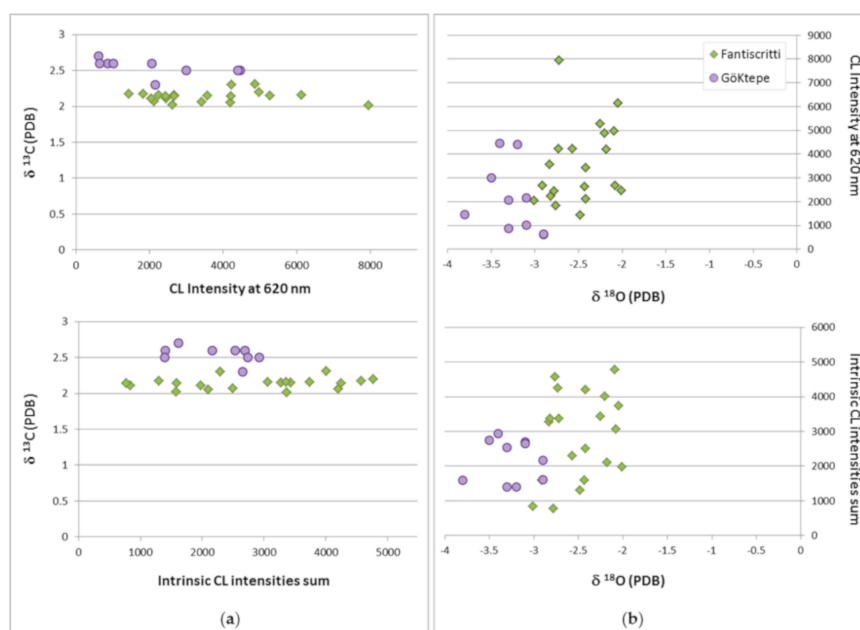 3
2.5
2
1.5
1
0.5
0
δ ¹³C (PDB)
0 2000 4000 6000 8000
CL Intensity at 620 nm
9000
8000
7000
6000
5000
4000
3000
2000
1000
0
CL Intensity at 620 nm
Fantiscritti
GöKtepe
-4 -3.5 -3 -2.5 -2 -1.5 -1 -0.5 0
δ ¹⁸O (PDB)
3
2.5
2
1.5
1
0.5
0
δ ¹³C (PDB)
0 1000 2000 3000 4000 5000
Intrinsic CL intensities sum
6000
5000
4000
3000
2000
1000
0
Intrinsic CL intensities sum
-4 -3.5 -3 -2.5 -2 -1.5 -1 -0.5 0
δ ¹⁸O (PDB)
(a)
(b)